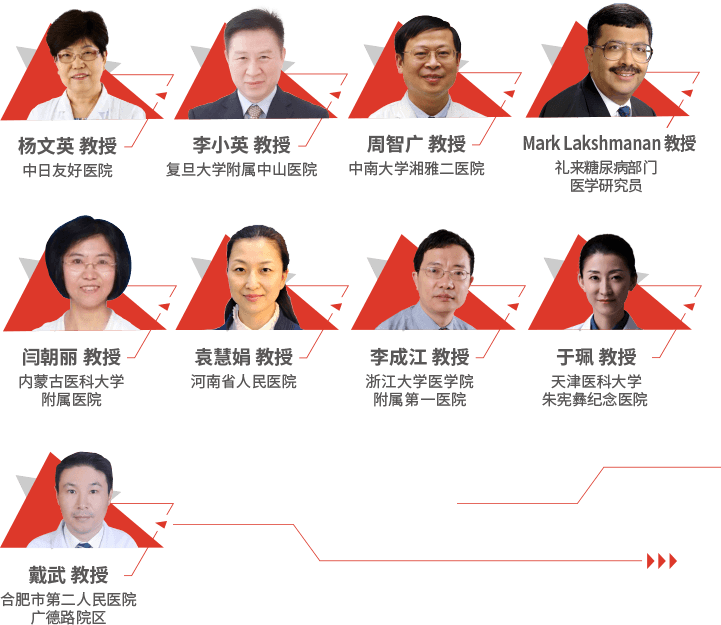 杨文英 教授
中日友好医院
李小英 教授
复旦大学附属中山医院
周智广 教授
中南大学湘雅二医院
Mark Lakshmanan 教授
礼来糖尿病部门
医学研究员
闫朝丽 教授
内蒙古医科大学
附属医院
袁慧娟 教授
河南省人民医院
李成江 教授
浙江大学医学院
附属第一医院
于珮 教授
天津医科大学
朱宪彝纪念医院
戴武 教授
合肥市第二人民医院
广德路院区